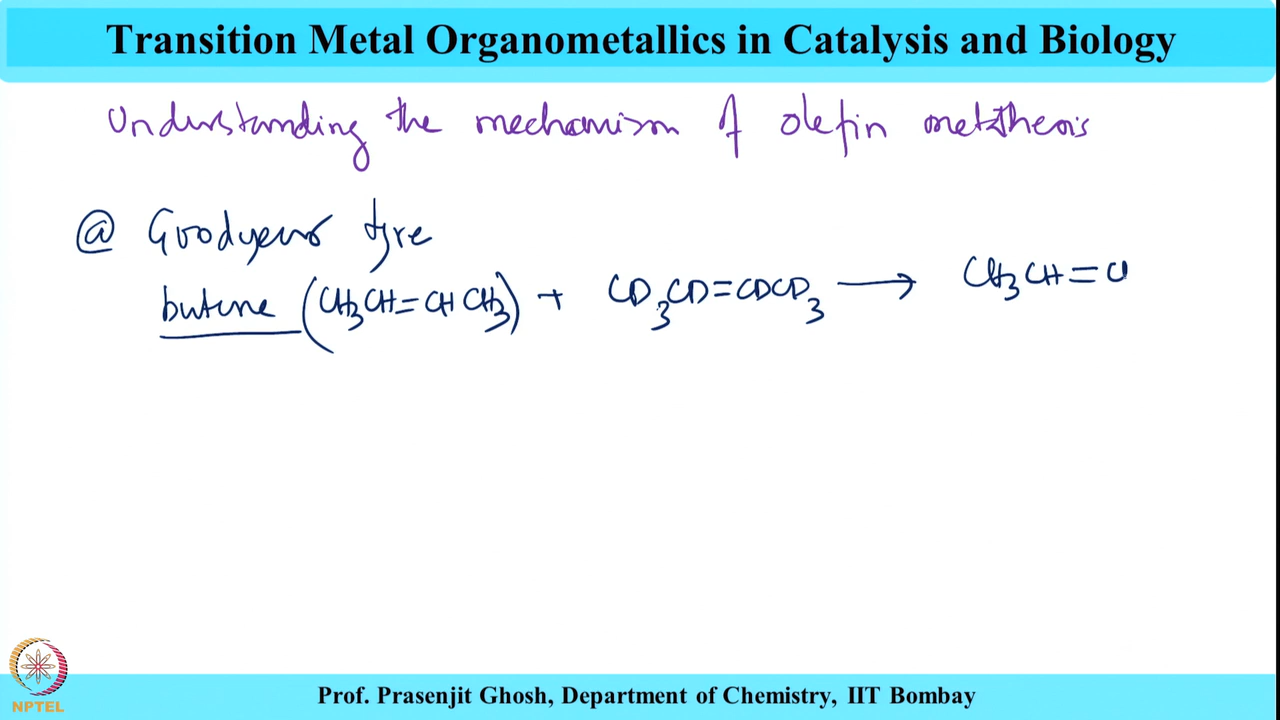 Transition Metal Organometallics in Catalysis and Biology
Understanding the mechanism of olefin metathesis
@ Goodyear tyre
butene (CH3CH=CHCH3) + CD3CD=CDCD3 → CH3CH=C
Prof. Prasenjit Ghosh, Department of Chemistry, IIT Bombay
NPTEL